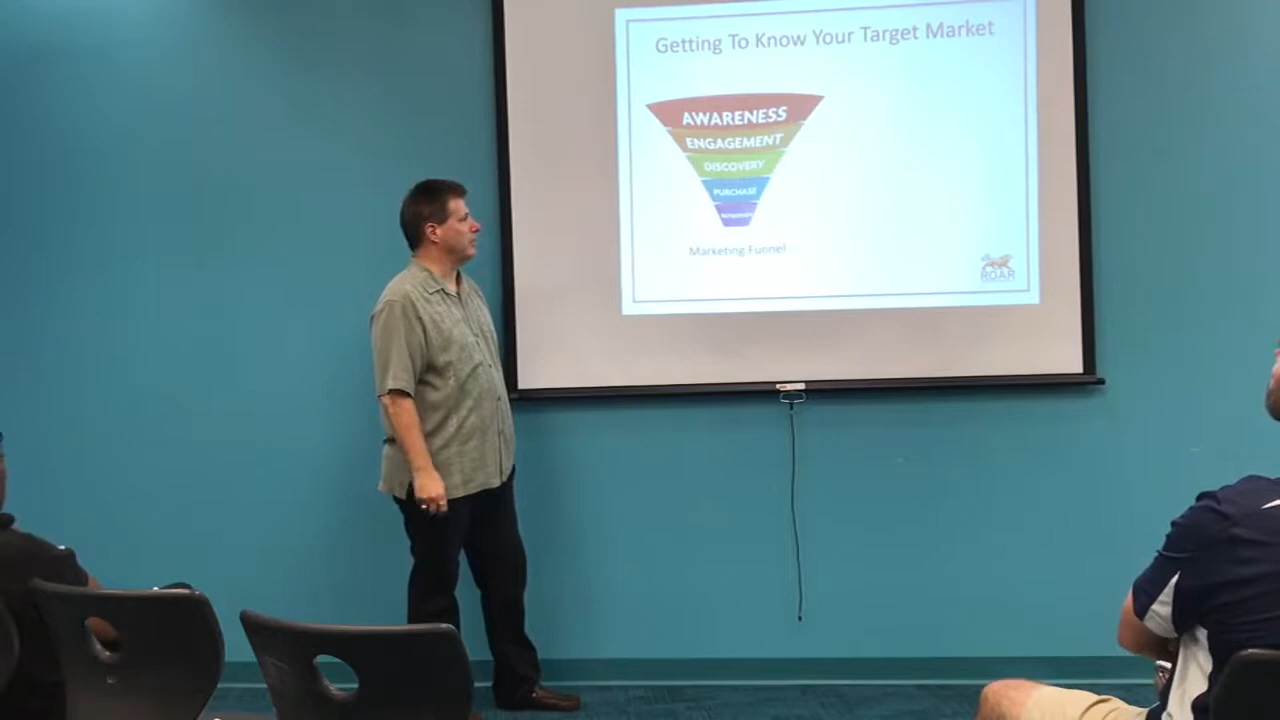 Getting To Know Your Target Market
AWARENESS
ENGAGEMENT
DISCOVERY
PURCHASE
Marketing Funnel
ROAR